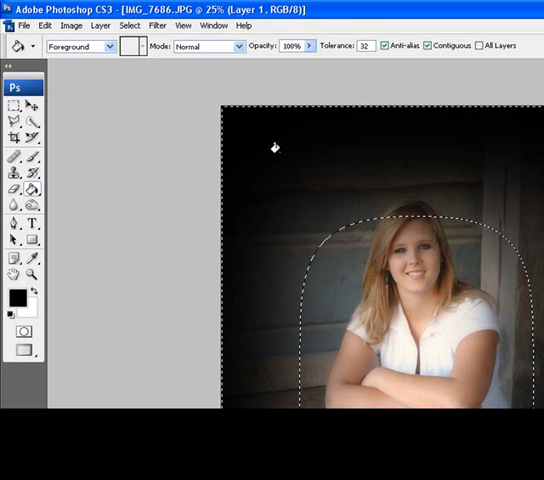 Adobe Photoshop CS3 - [IMG_7686.JPG @ 25% (Layer 1, RGB/8)]
File Edit Image Layer Select Filter View Window Help
Foreground Mode: Normal Opacity: 100% Tolerance: 32 Anti-alias Contiguous All Layers
Ps
T